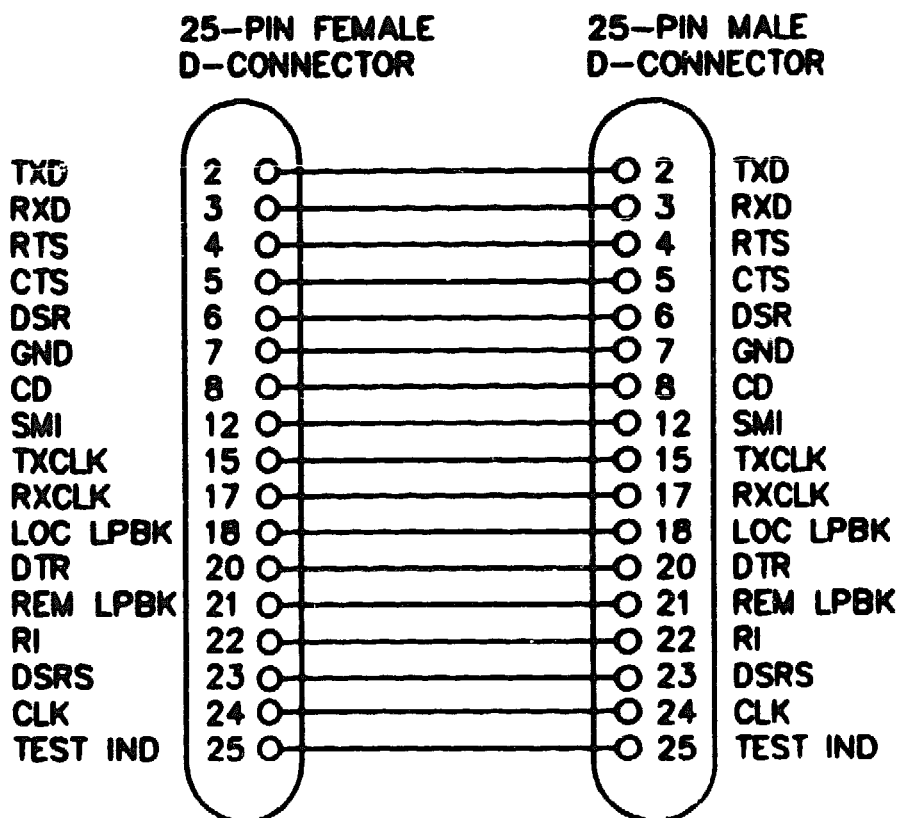 25-PIN FEMALE D-CONNECTOR
25-PIN MALE D-CONNECTOR
TXD 2 2 TXD
RXD 3 3 RXD
RTS 4 4 RTS
CTS 5 5 CTS
DSR 6 6 DSR
GND 7 7 GND
CD 8 8 CD
SMI 12 12 SMI
TXCLK 15 15 TXCLK
RXCLK 17 17 RXCLK
LOC LPBK 18 18 LOC LPBK
DTR 20 20 DTR
REM LPBK 21 21 REM LPBK
RI 22 22 RI
DSRS 23 23 DSRS
CLK 24 24 CLK
TEST IND 25 25 TEST IND